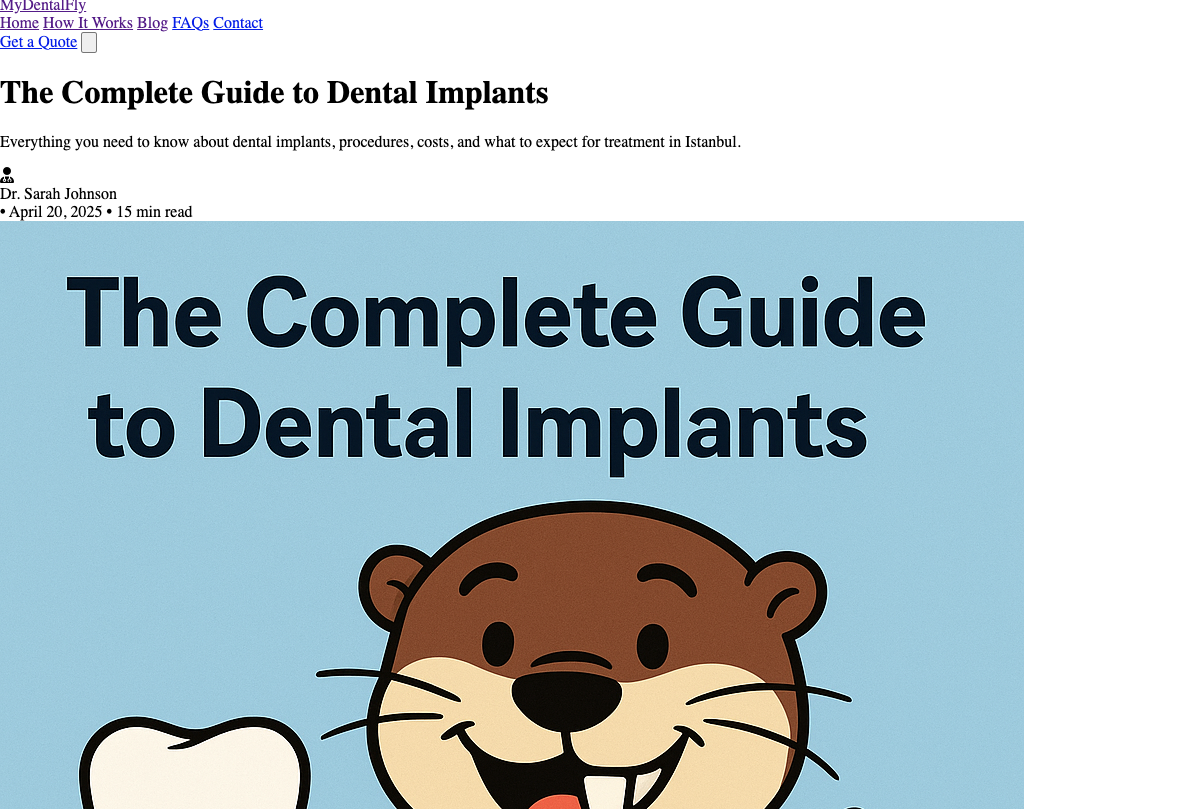 MyDentalFly
Home How It Works Blog FAQs Contact
Get a Quote
The Complete Guide to Dental Implants
Everything you need to know about dental implants, procedures, costs, and what to expect for treatment in Istanbul.
Dr. Sarah Johnson
• April 20, 2025 • 15 min read
The Complete Guide
to Dental Implants